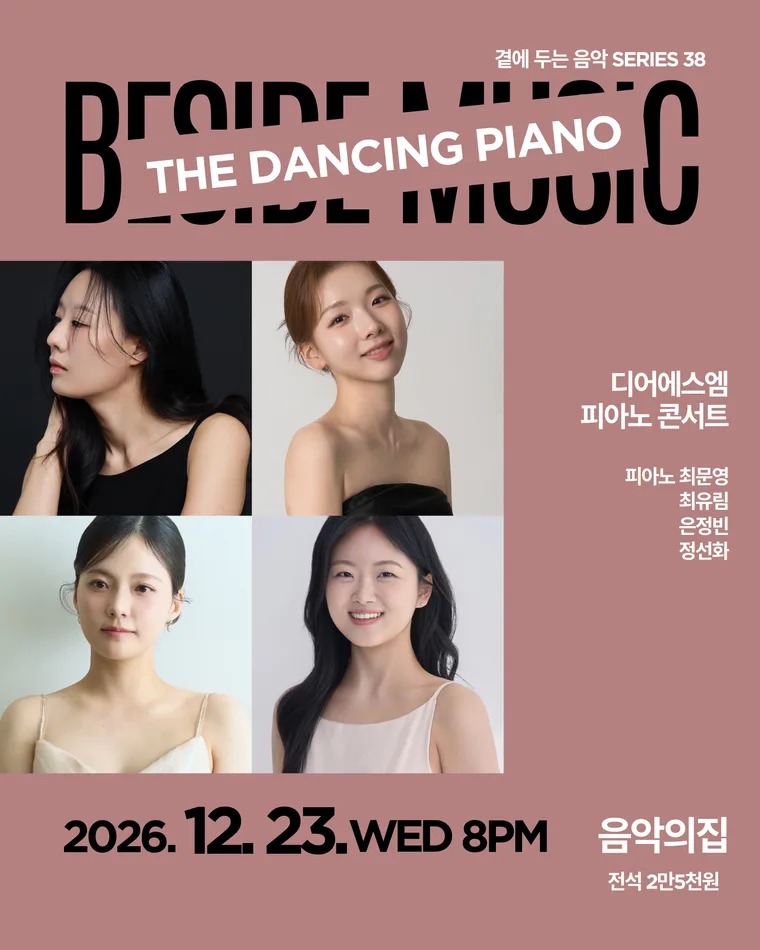 곁에 두는 음악 SERIES 38
BESIDE MUSIC
THE DANCING PIANO
디어에스엠
피아노 콘서트
피아노 최문영
최유림
은정빈
정선화
2026. 12. 23. WED 8PM
음악의집
전석 2만5천원